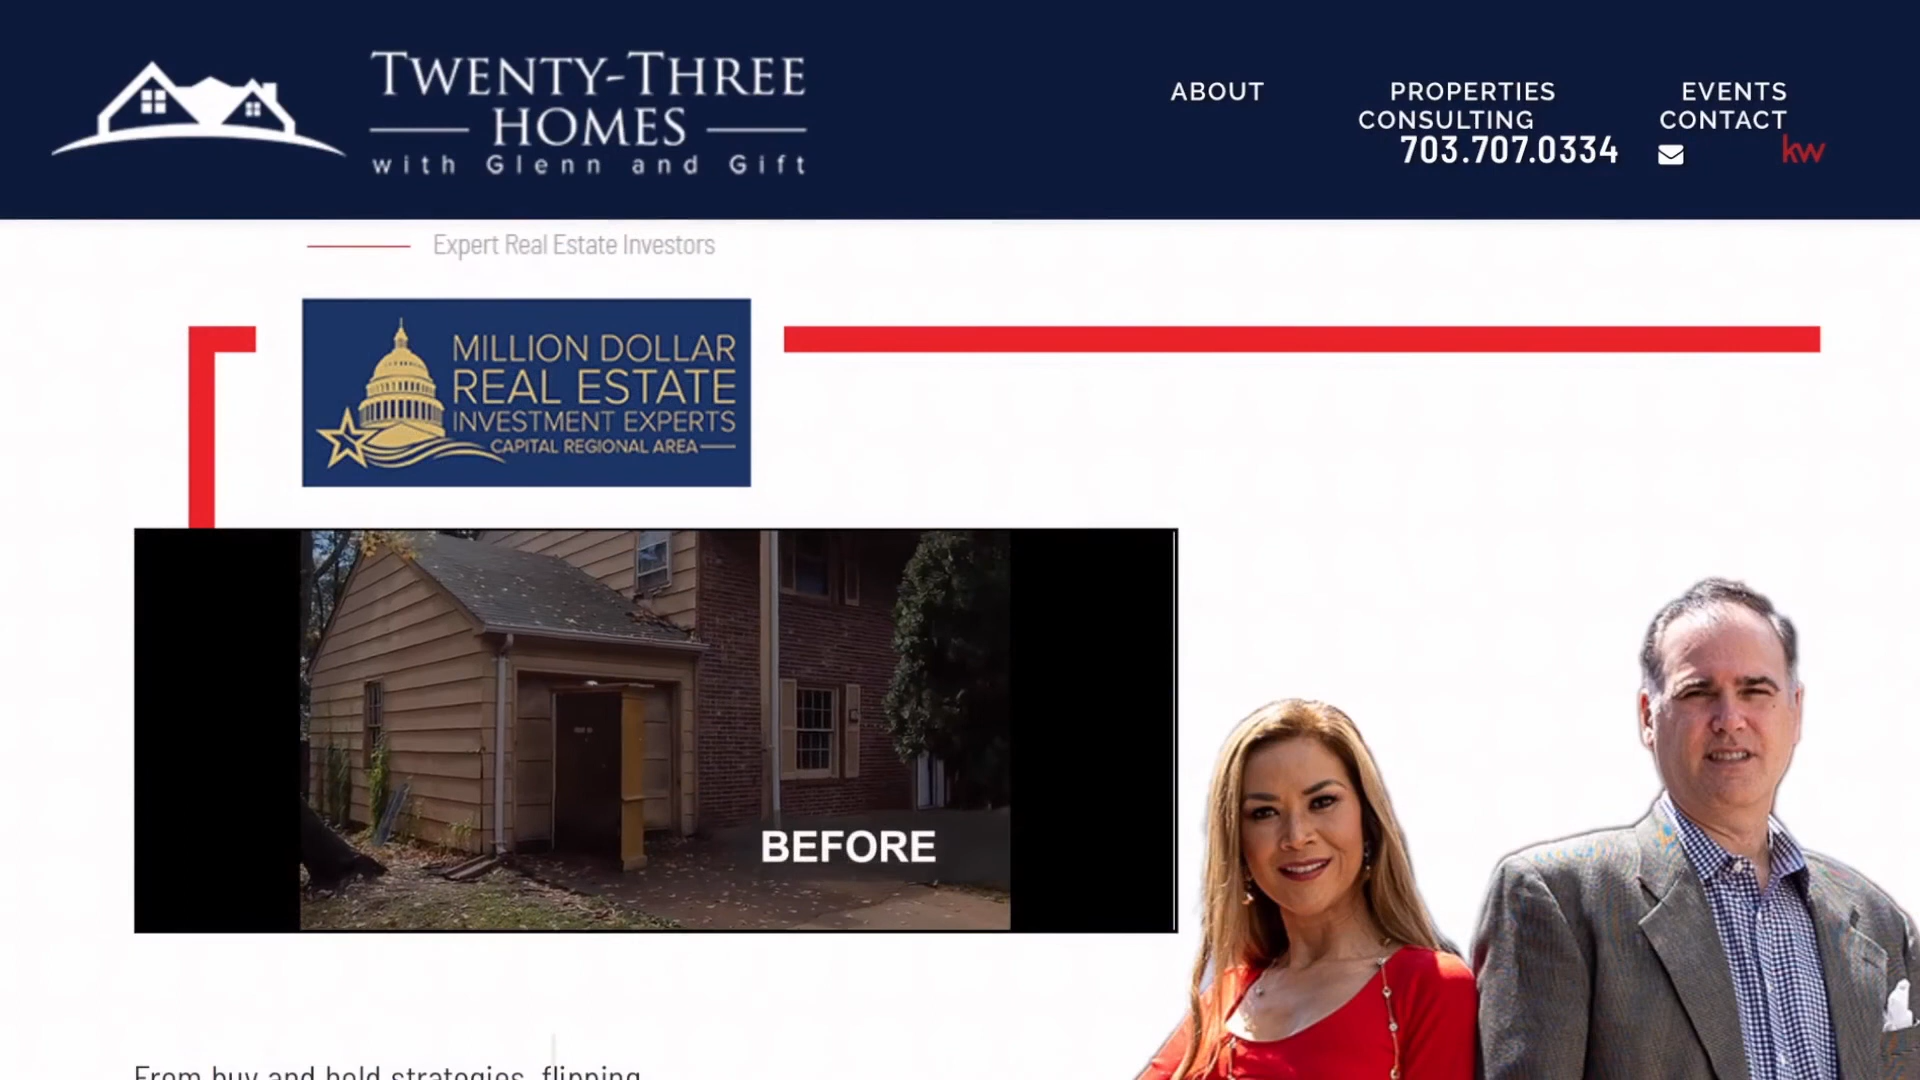 TWENTY-THREE
HOMES
with Glenn and Gift
ABOUT PROPERTIES EVENTS
CONSULTING CONTACT
703.707.0334
kw
Expert Real Estate Investors
MILLION DOLLAR
REAL ESTATE
INVESTMENT EXPERTS
CAPITAL REGIONAL AREA
BEFORE
From buy and hold strategies, flipping